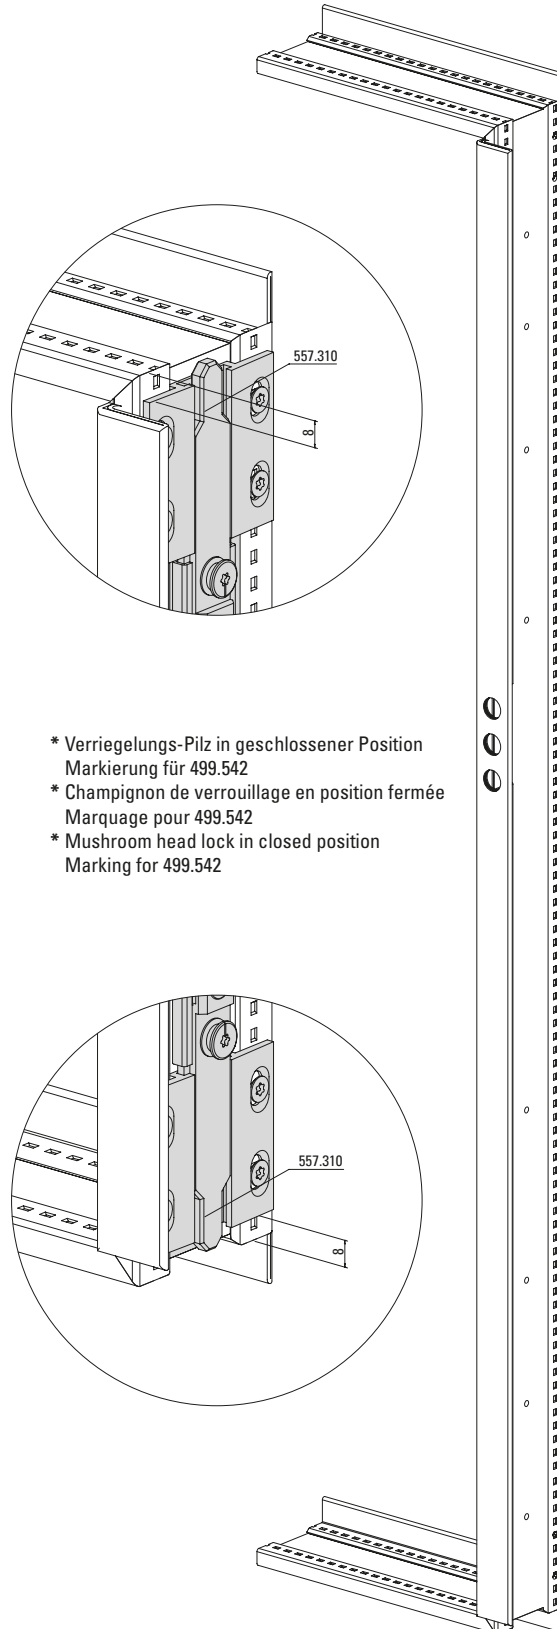 557.310
8
* Verriegelungs-Pilz in geschlossener Position
Markierung für 499.542
* Champignon de verrouillage en position fermée
Marquage pour 499.542
* Mushroom head lock in closed position
Marking for 499.542
557.310
8